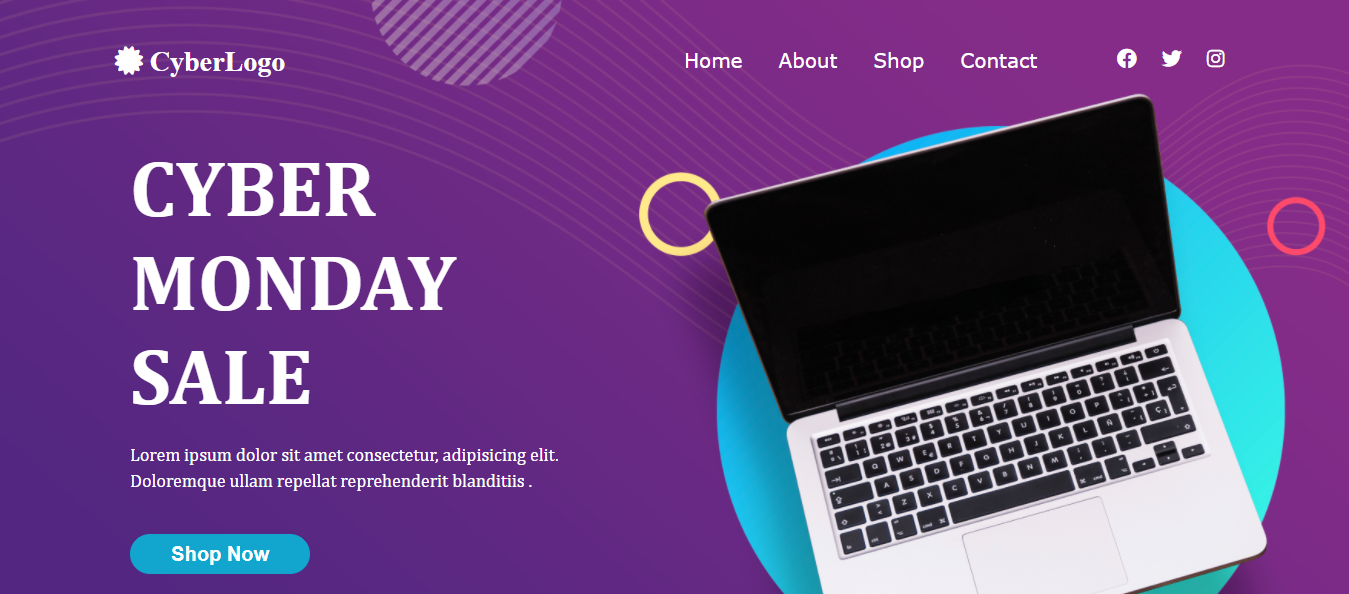 CyberLogo
Home About Shop Contact
CYBER
MONDAY
SALE
Lorem ipsum dolor sit amet consectetur, adipisicing elit.
Doloremque ullam repellat reprehenderit blanditiis .
Shop Now